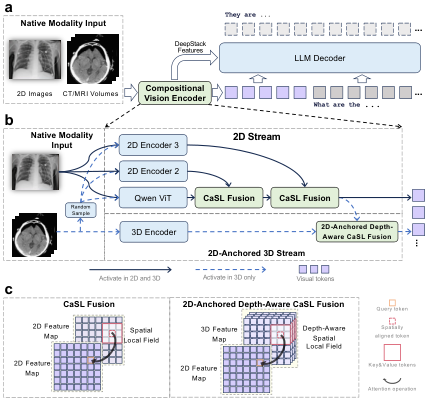 a
Native Modality Input
2D Images
CT/MRI Volumes
DeepStack
Features
Compositional
Vision Encoder
They are ...
...
LLM Decoder
...
What are the ...
b
Native Modality
Input
2D Stream
2D Encoder 3
2D Encoder 2
Qwen ViT
CaSL Fusion
CaSL Fusion
Random
Sample
3D Encoder
2D-Anchored Depth-
Aware CaSL Fusion
2D-Anchored 3D Stream
Activate in 2D and 3D
Activate in 3D only
Visual tokens
c
CaSL Fusion
2D Feature
Map
Spatial
Local Field
2D Feature
Map
2D-Anchored Depth-Aware CaSL Fusion
3D Feature
Map
Depth-Aware
Spatial
Local Field
2D Feature
Map
Query token
Spatially
aligned token
Key&Value tokens
Attention operation